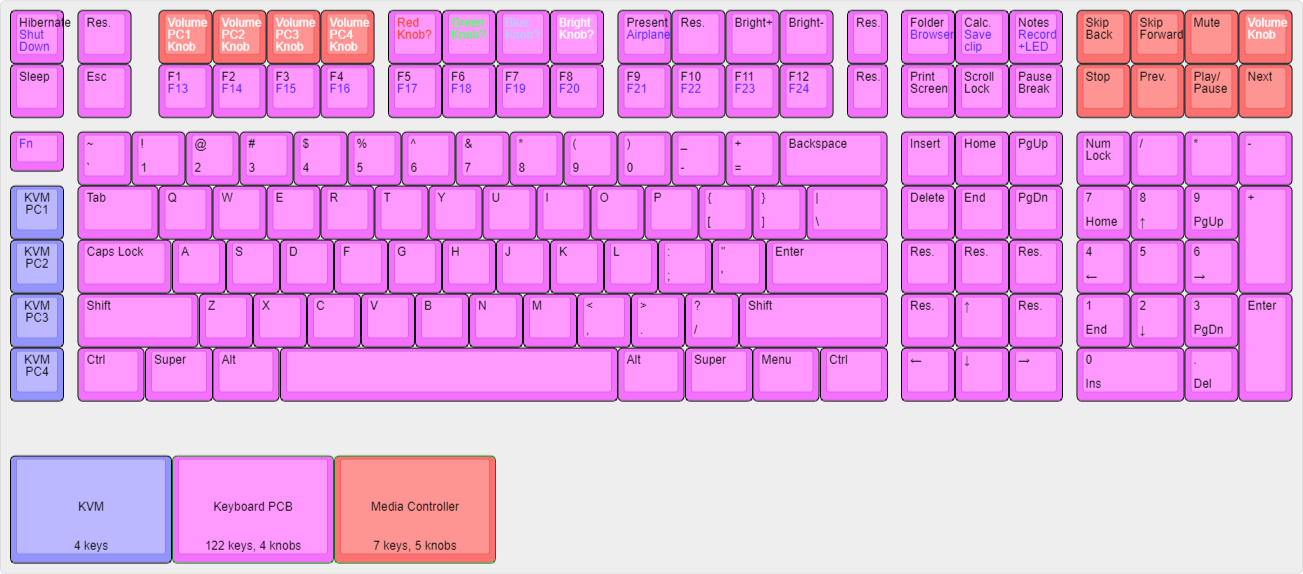 Hibernate Res. Volume Volume Volume Volume Red Green Blue Bright Present Res. Bright+ Bright- Res. Folder Calc. Notes Skip Skip Mute Volume
Shut PC1 PC2 PC3 PC4 Knob? Knob? Knob? Knob? Airplane Browser Save Record Back Forward Knob
Down Knob Knob Knob Knob clip +LED
Sleep Esc F1 F2 F3 F4 F5 F6 F7 F8 F9 F10 F11 F12 Res. Print Scroll Pause Stop Prev. Play/ Next
F13 F14 F15 F16 F17 F18 F19 F20 F21 F22 F23 F24 Screen Lock Break Pause
Fn ~ ! @ # $ % ^ & * ( ) _ + Backspace Insert Home PgUp Num / * -
Lock
` 1 2 3 4 5 6 7 8 9 0 - =
KVM Tab Q W E R T Y U I O P { } | Delete End PgDn 7 8 9 +
PC1
[ ] \ Home ↑ PgUp
KVM Caps Lock A S D F G H J K L : " Enter Res. Res. Res. 4 5 6
PC2
; ' ← →
KVM Shift Z X C V B N M < > ? Shift Res. ↑ Res. 1 2 3 Enter
PC3
, . / End ↓ PgDn
KVM Ctrl Super Alt Alt Super Menu Ctrl ← ↓ → 0 .
PC4
Ins Del
KVM Keyboard PCB Media Controller
4 keys 122 keys, 4 knobs 7 keys, 5 knobs